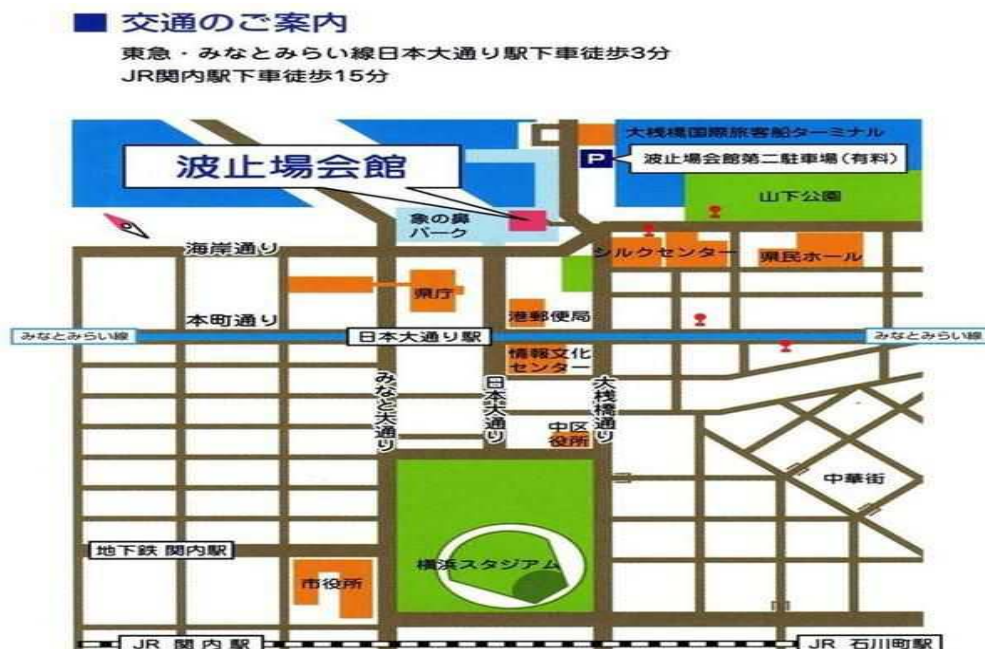 交通のご案内
東急・みなとみらい線日本大通り駅下車徒歩3分
JR関内駅下車徒歩15分
大桟橋国際旅客船ターミナル
P
波止場会館第二駐車場(有料)
波止場会館
山下公園
象の鼻
パーク
海岸通り
シルクセンター
県民ホール
県庁
本町通り
港郵便局
みなとみらい線
日本大通り駅
みなとみらい線
情報文化
センター
みなと大通り
日本大通り
大桟橋通り
中区
役所
中華街
地下鉄 関内駅
横浜スタジアム
市役所
JR 関内駅
JR 石川町駅